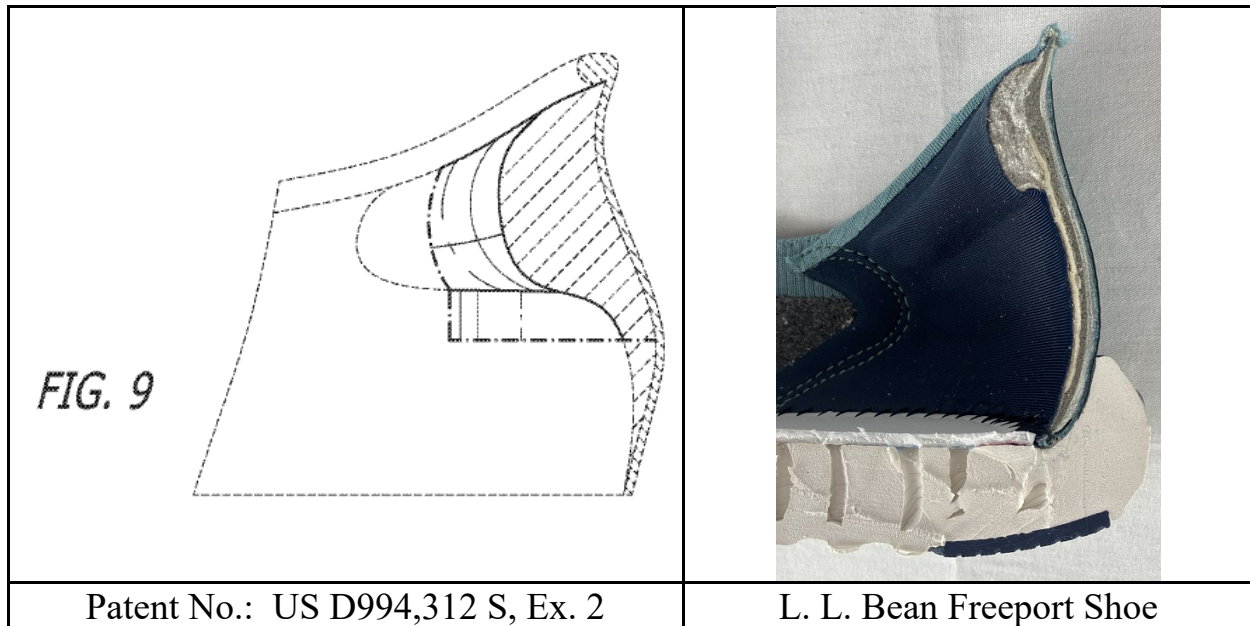 FIG. 9
Patent No.: US D994,312 S, Ex. 2
L. L. Bean Freeport Shoe